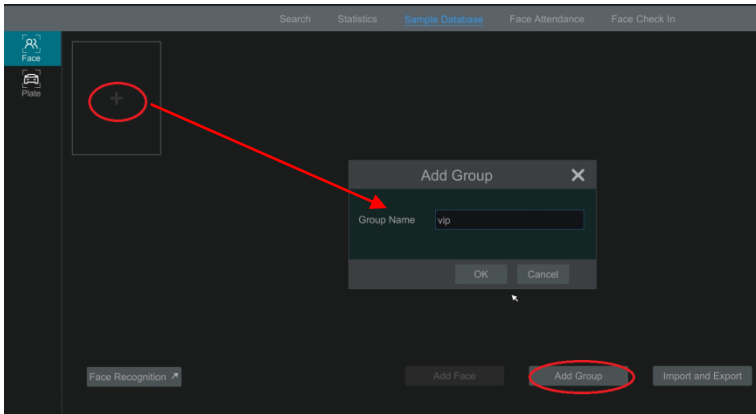 Search Statistics Sample Database Face Attendance Face Check In
Face
Plate
+
Add Group
Group Name vip
OK Cancel
Face Recognition Add Face Add Group Import and Export